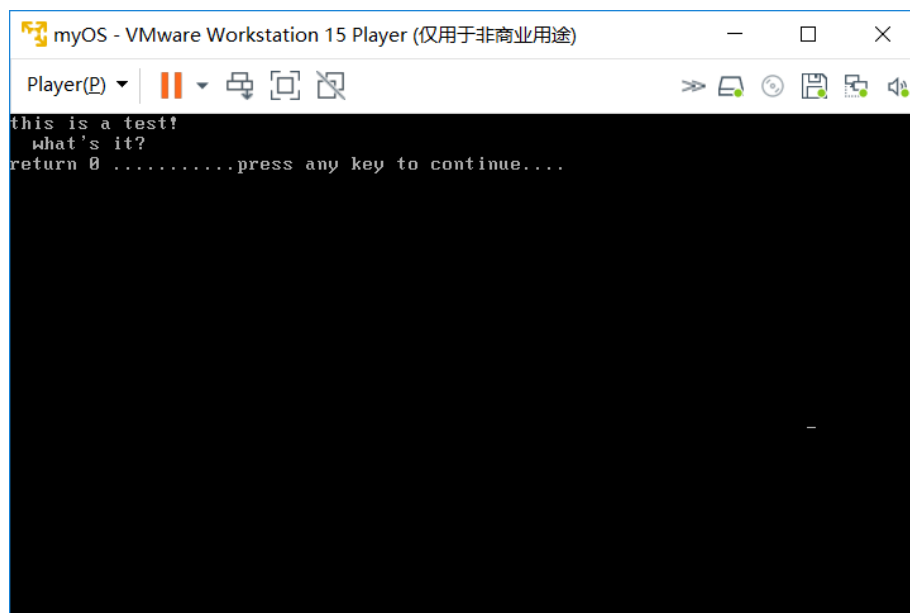 myOS - VMware Workstation 15 Player (仅用于非商业用途)
Player(P)
this is a test!
  what's it?
return 0 ...........press any key to continue....